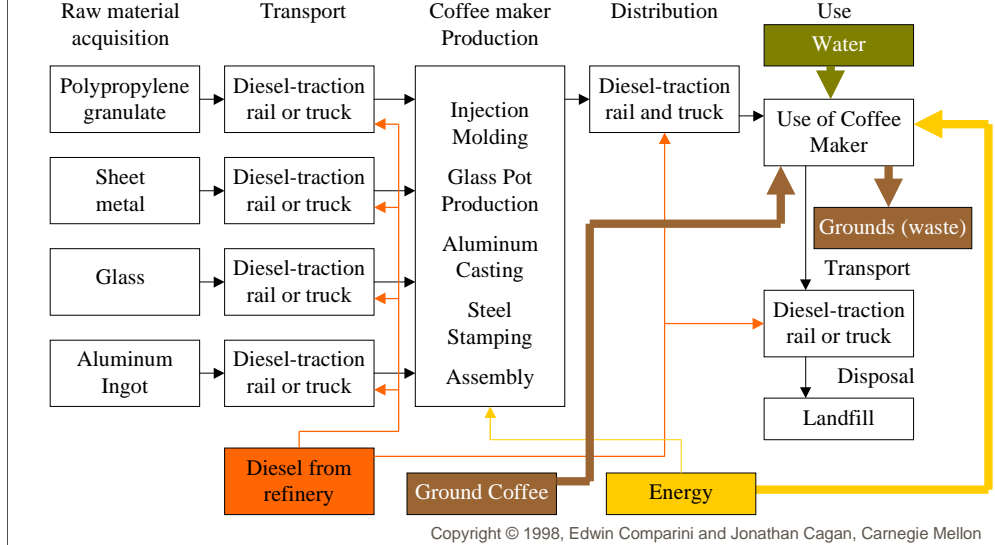 Raw material
acquisition
Transport
Coffee maker
Production
Distribution
Use
Water
Polypropylene
granulate
Diesel-traction
rail or truck
Injection
Molding
Glass Pot
Production
Aluminum
Casting
Steel
Stamping
Assembly
Diesel-traction
rail and truck
Use of Coffee
Maker
Sheet
metal
Diesel-traction
rail or truck
Grounds (waste)
Glass
Diesel-traction
rail or truck
Transport
Diesel-traction
rail or truck
Aluminum
Ingot
Diesel-traction
rail or truck
Disposal
Landfill
Diesel from
refinery
Ground Coffee
Energy
Copyright © 1998, Edwin Comparini and Jonathan Cagan, Carnegie Mellon